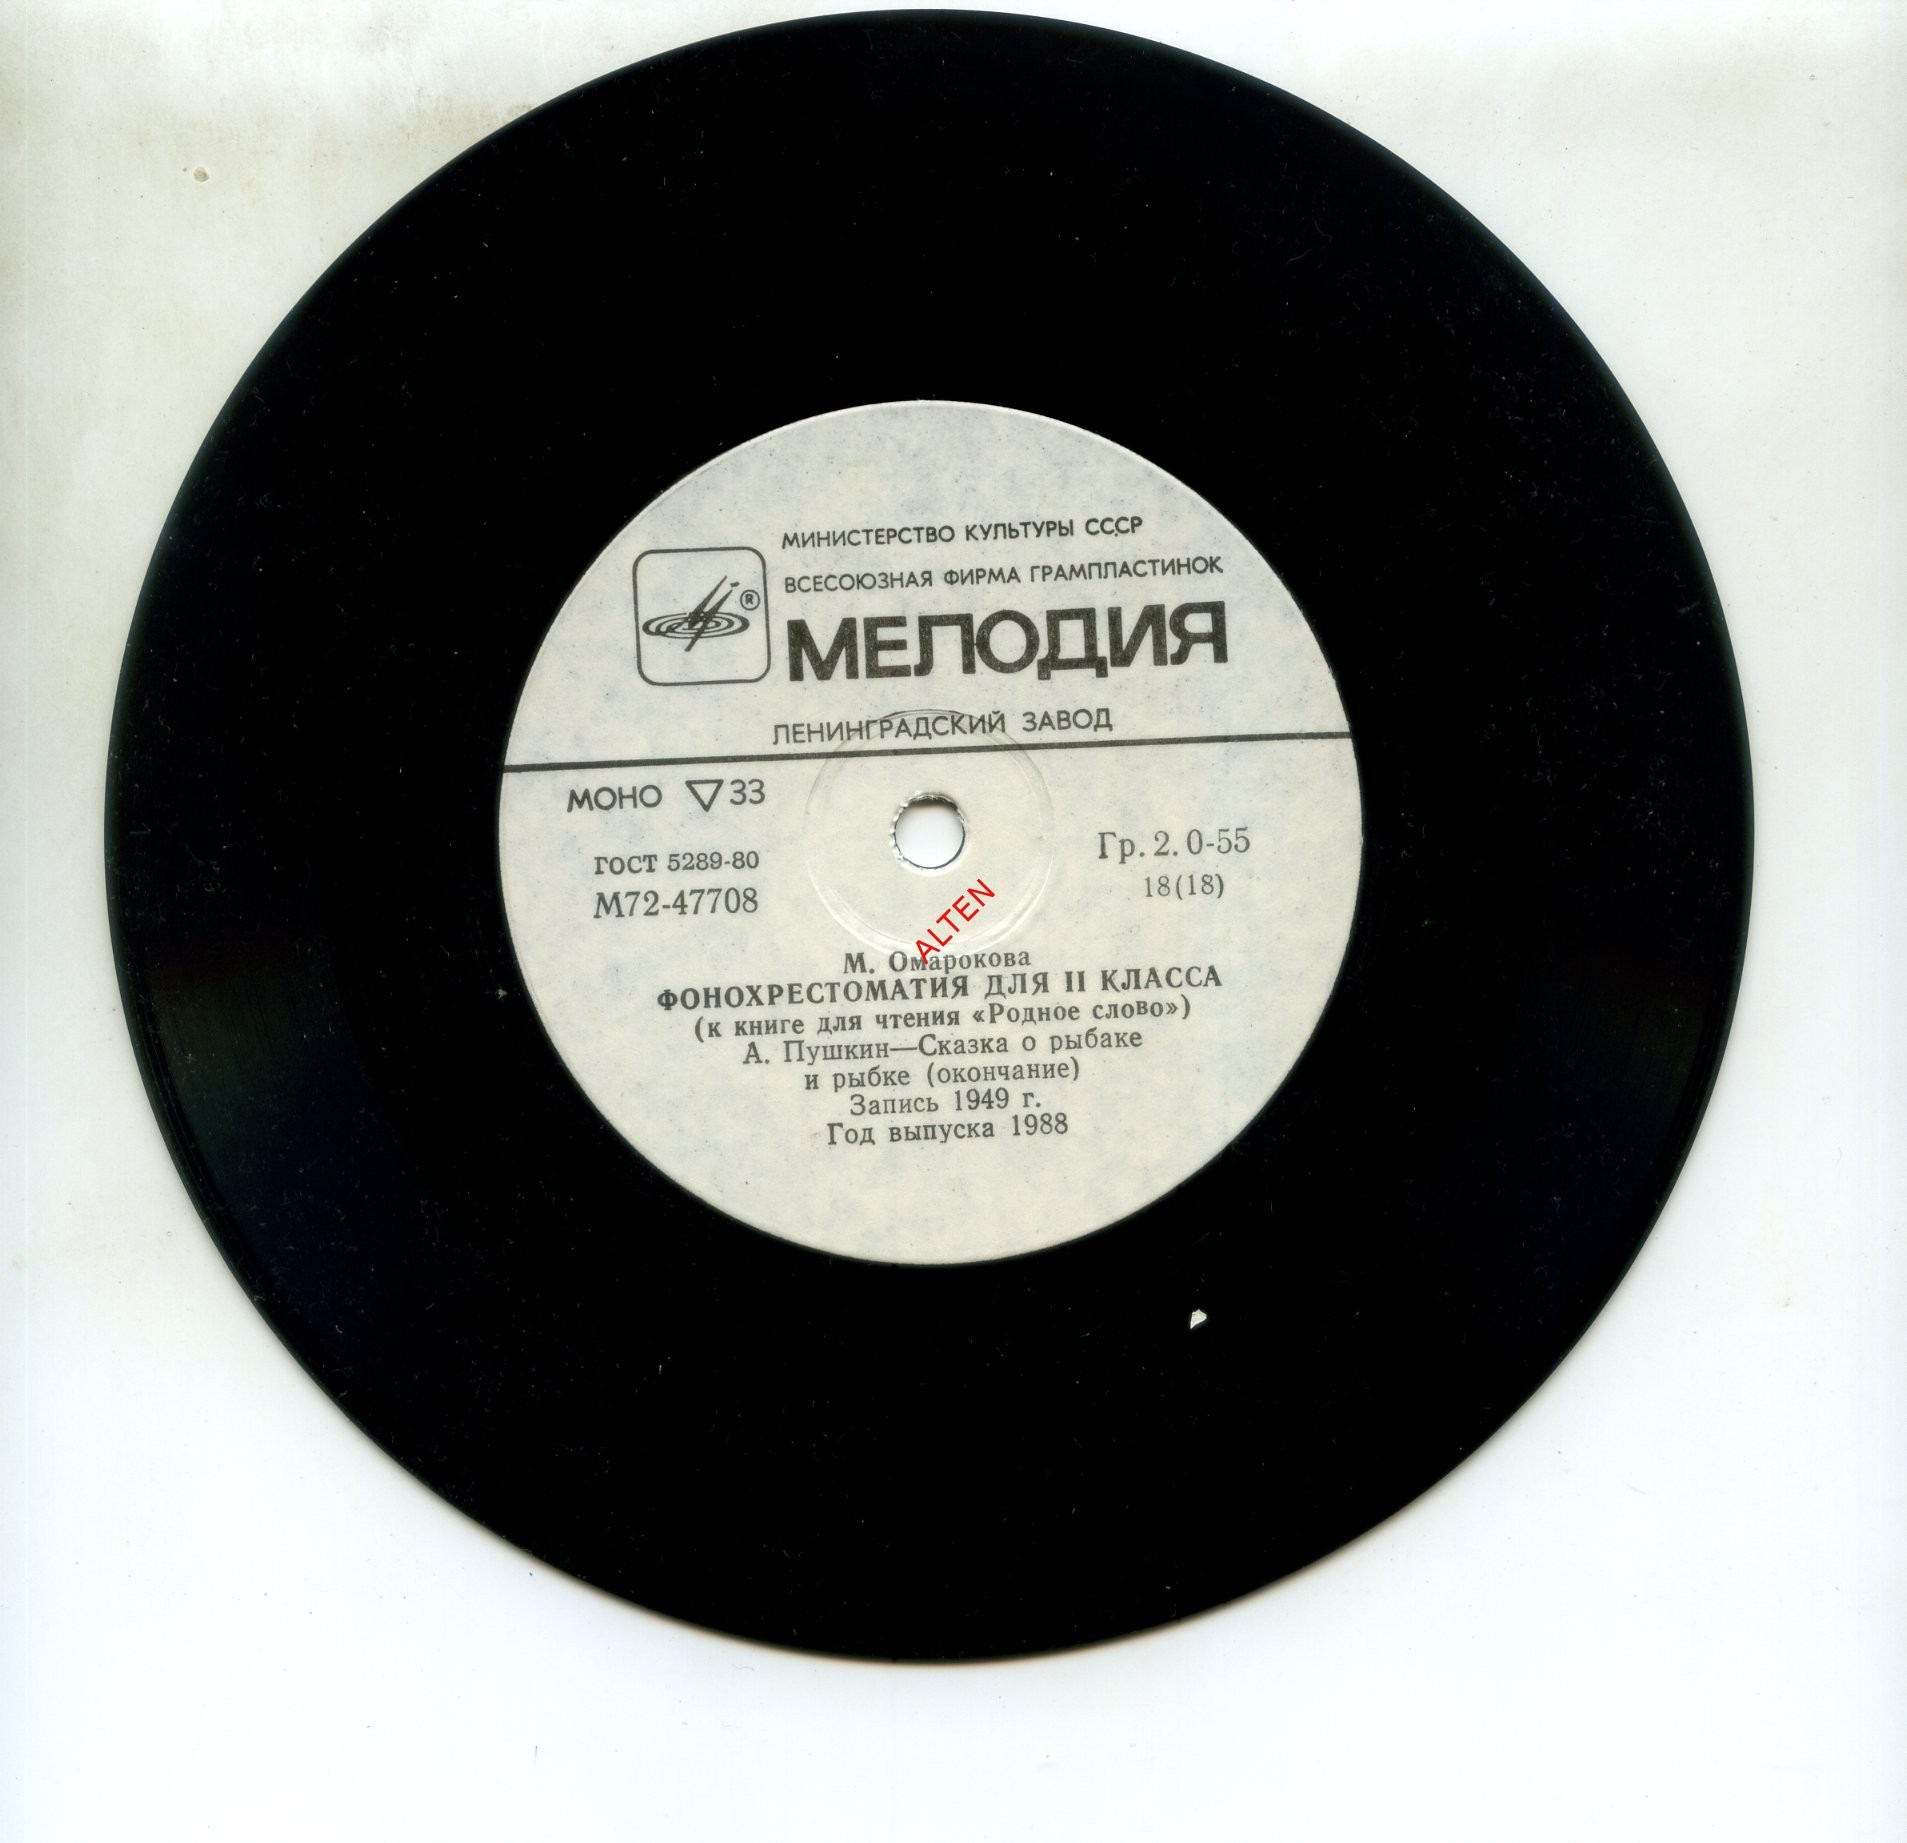 МИНИСТЕРСТВО КУЛЬТУРЫ СССР
ВСЕСОЮЗНАЯ ФИРМА ГРАМПЛАСТИНОК
®
МЕЛОДИЯ
ЛЕНИНГРАДСКИЙ ЗАВОД
МОНО ▽33
ГОСТ 5289-80
М72-47708
Гр. 2. 0-55
18(18)
ALTEN
М. Омарокова
ФОНОХРЕСТОМАТИЯ ДЛЯ II КЛАССА
(к книге для чтения «Родное слово»)
А. Пушкин—Сказка о рыбаке
и рыбке (окончание)
Запись 1949 г.
Год выпуска 1988